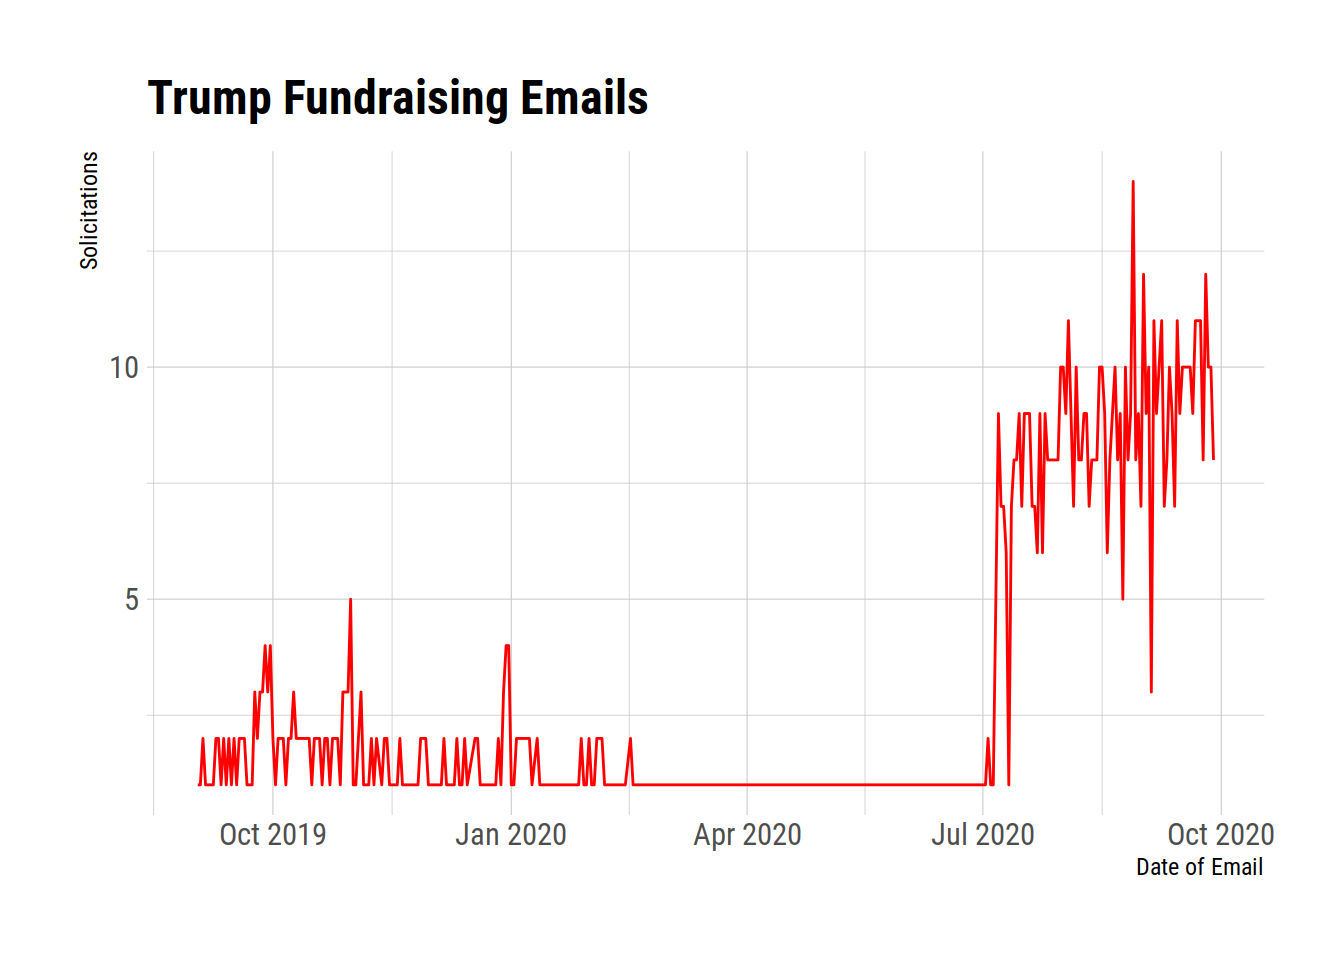 Trump Fundraising Emails
Solicitations
10
5
Oct 2019
Jan 2020
Apr 2020
Jul 2020
Oct 2020
Date of Email